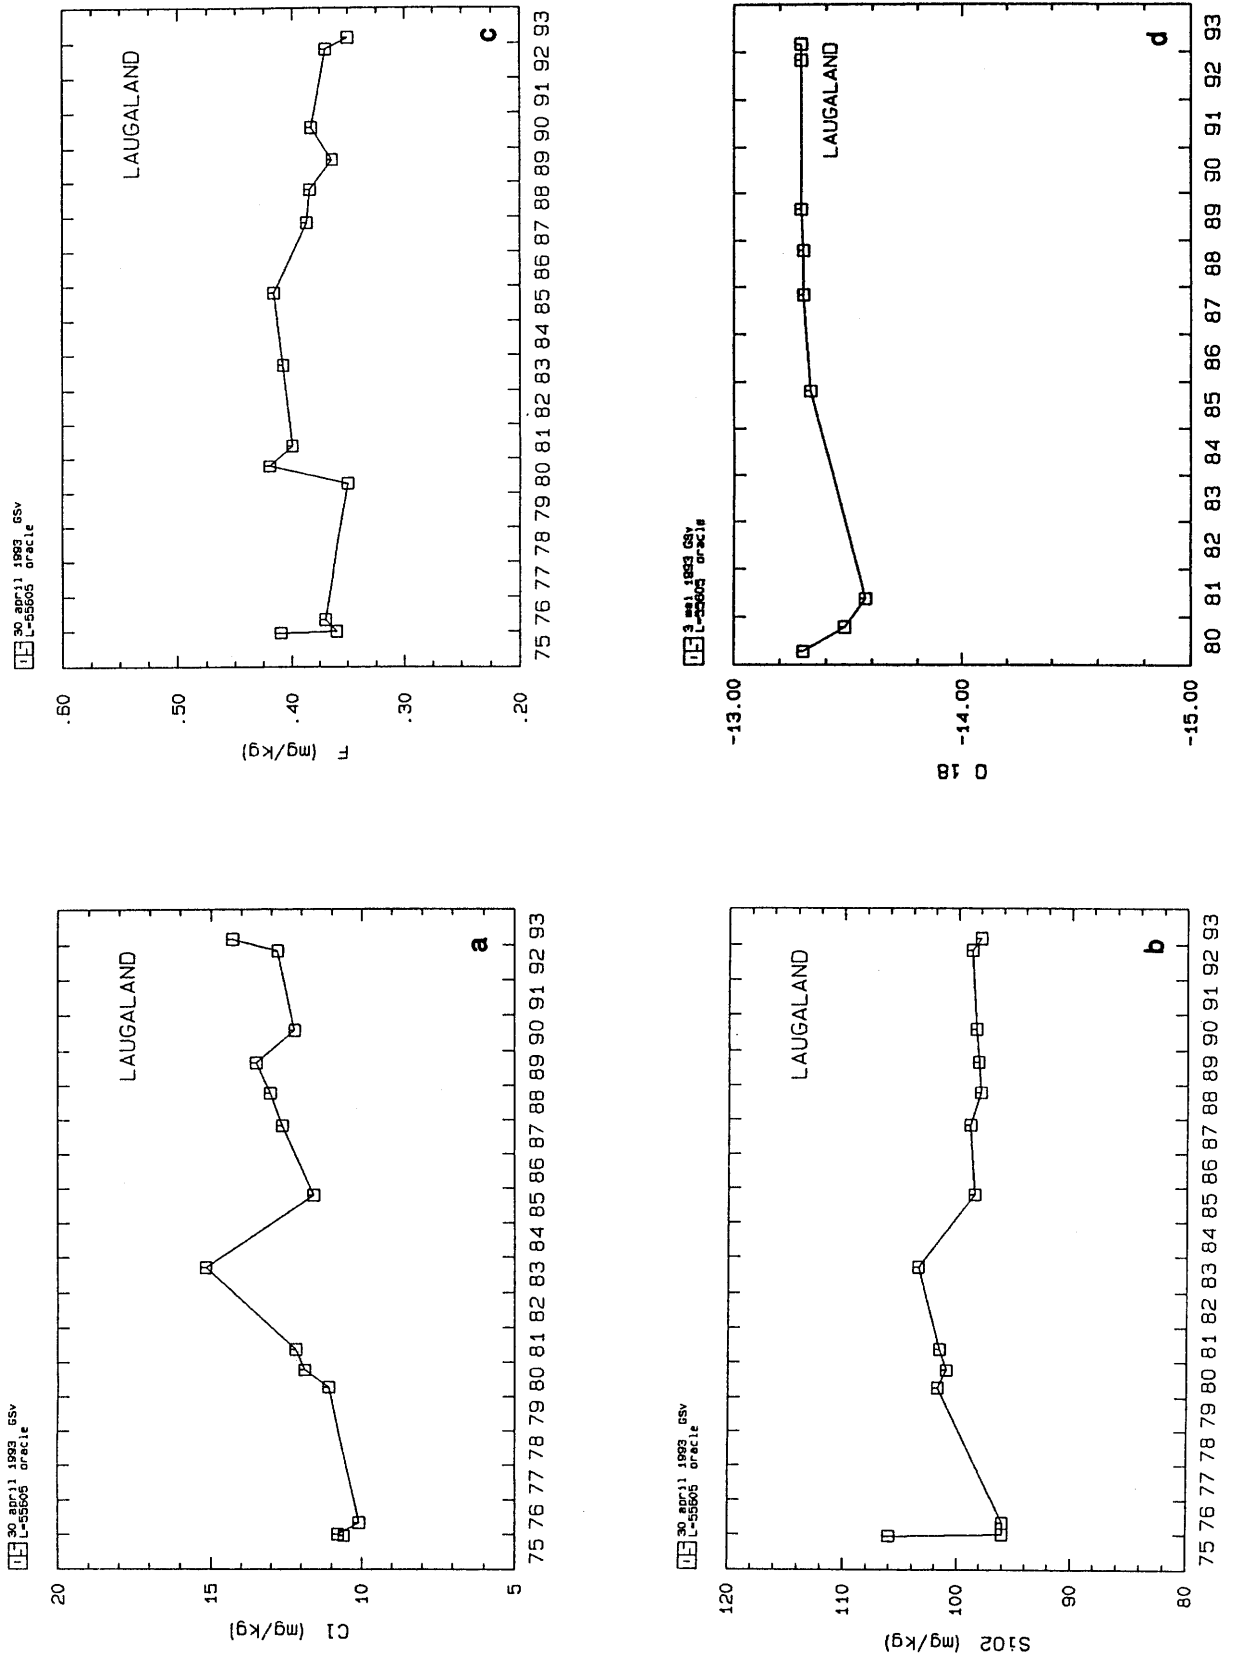 30 april 1993 GSv
L=55605 oracle
LAUGALAND
Cl (mg/kg)
20
15
10
5
75 76 77 78 79 80 81 82 83 84 85 86 87 88 89 90 91 92 93
a
30 april 1993 GSv
L=55605 oracle
LAUGALAND
SiO2 (mg/kg)
120
110
100
90
80
75 76 77 78 79 80 81 82 83 84 85 86 87 88 89 90 91 92 93
b
30 april 1993 GSv
L=55605 oracle
LAUGALAND
F (mg/kg)
.60
.50
.40
.30
.20
75 76 77 78 79 80 81 82 83 84 85 86 87 88 89 90 91 92 93
c
3 mai 1993 GSv
L=55605 oracle
LAUGALAND
O 18
-13.00
-14.00
-15.00
80 81 82 83 84 85 86 87 88 89 90 91 92 93
d